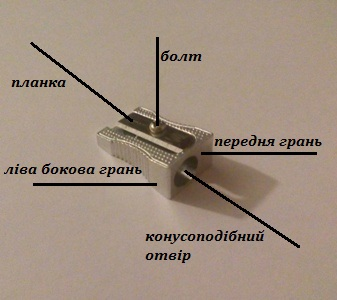 болт
планка
передня грань
ліва бокова грань
конусоподібний
отвір